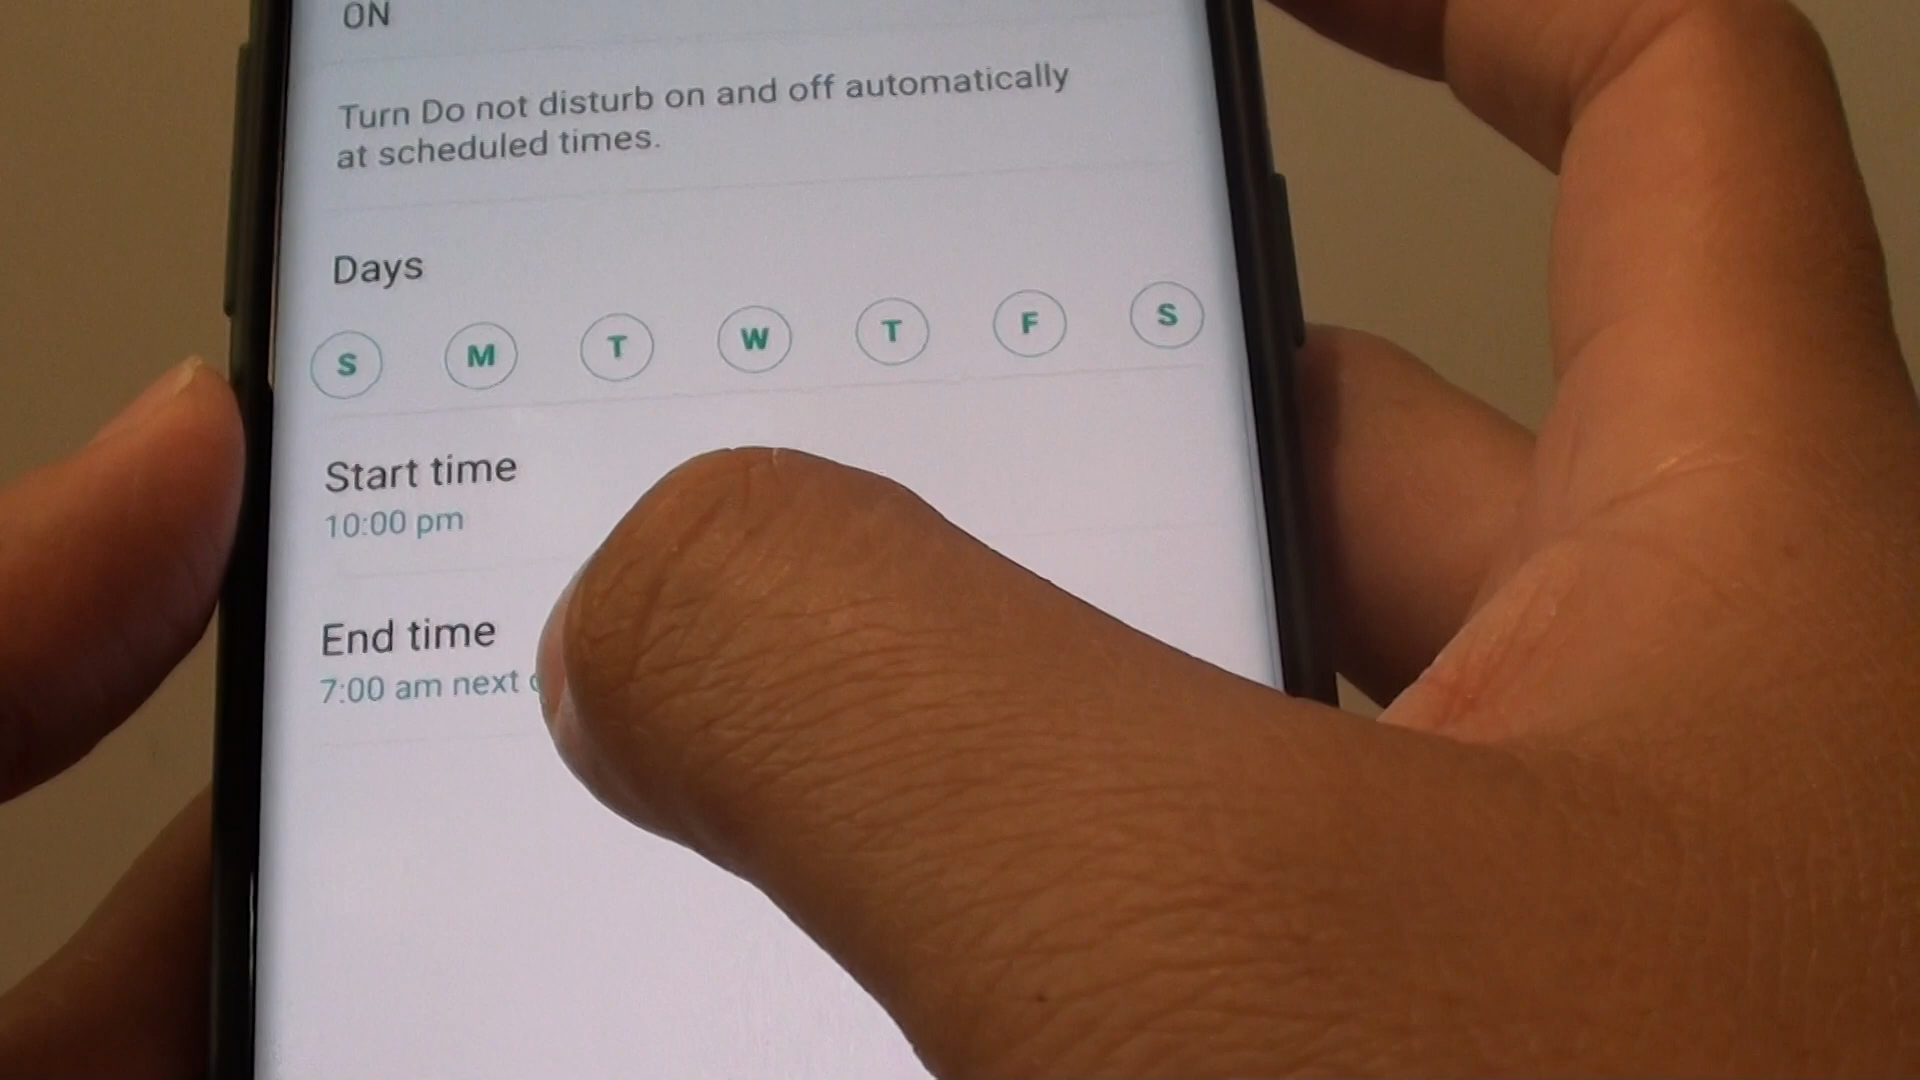 ON
Turn Do not disturb on and off automatically
at scheduled times.
Days
S M T W T F S
Start time
10:00 pm
End time
7:00 am next